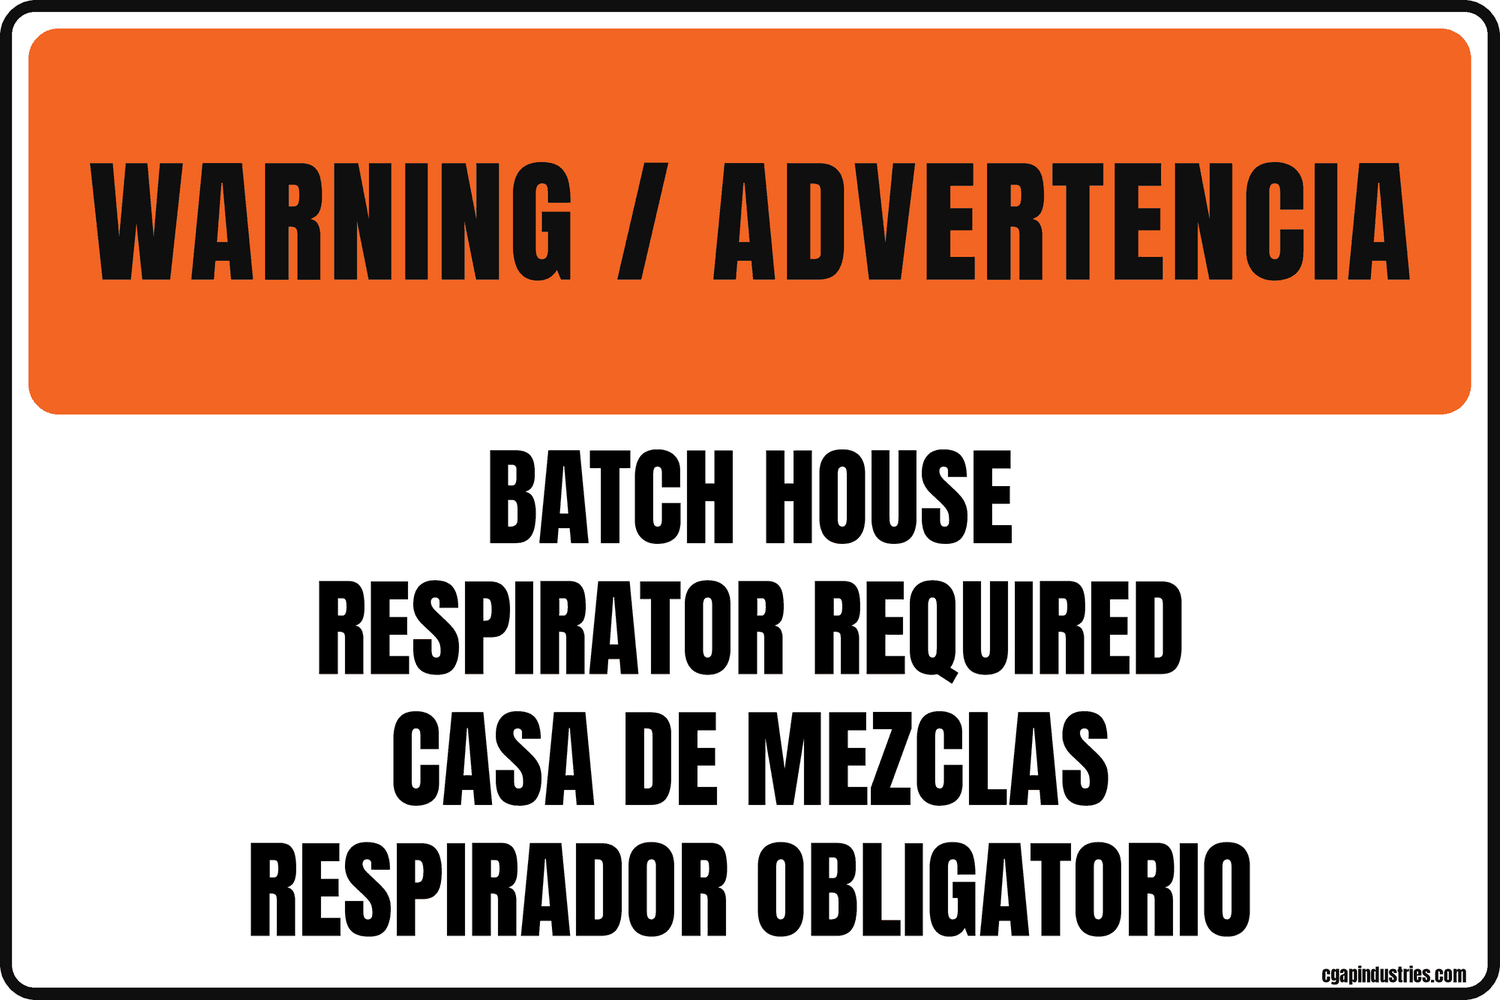 WARNING / ADVERTENCIA
BATCH HOUSE
RESPIRATOR REQUIRED
CASA DE MEZCLAS
RESPIRADOR OBLIGATORIO
cgapindustries.com